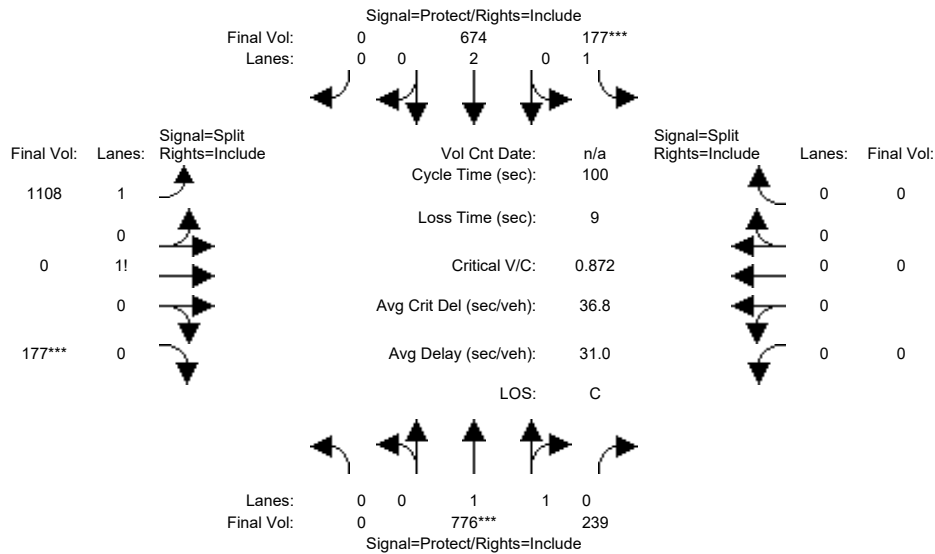 Signal=Protect/Rights=Include
Final Vol: 0 674 177***
Lanes: 0 0 2 0 1
Signal=Split
Final Vol: Lanes: Rights=Include
Vol Cnt Date: n/a
Signal=Split
Rights=Include Lanes: Final Vol:
Cycle Time (sec): 100
1108 1
0 0
Loss Time (sec): 9
0
0
0 1!
Critical V/C: 0.872
0 0
0
Avg Crit Del (sec/veh): 36.8
0
177*** 0
Avg Delay (sec/veh): 31.0
0 0
LOS: C
Lanes: 0 0 1 1 0
Final Vol: 0 776*** 239
Signal=Protect/Rights=Include